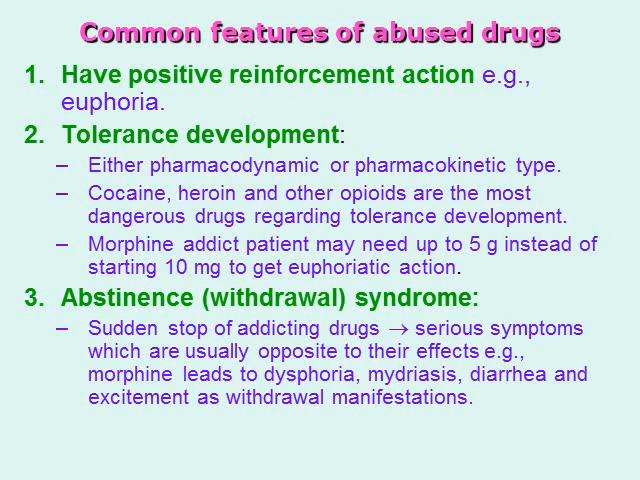 Common features of abused drugs
1. Have positive reinforcement action e.g.,
euphoria.
2. Tolerance development:
– Either pharmacodynamic or pharmacokinetic type.
– Cocaine, heroin and other opioids are the most
dangerous drugs regarding tolerance development.
– Morphine addict patient may need up to 5 g instead of
starting 10 mg to get euphoriatic action.
3. Abstinence (withdrawal) syndrome:
– Sudden stop of addicting drugs → serious symptoms
which are usually opposite to their effects e.g.,
morphine leads to dysphoria, mydriasis, diarrhea and
excitement as withdrawal manifestations.